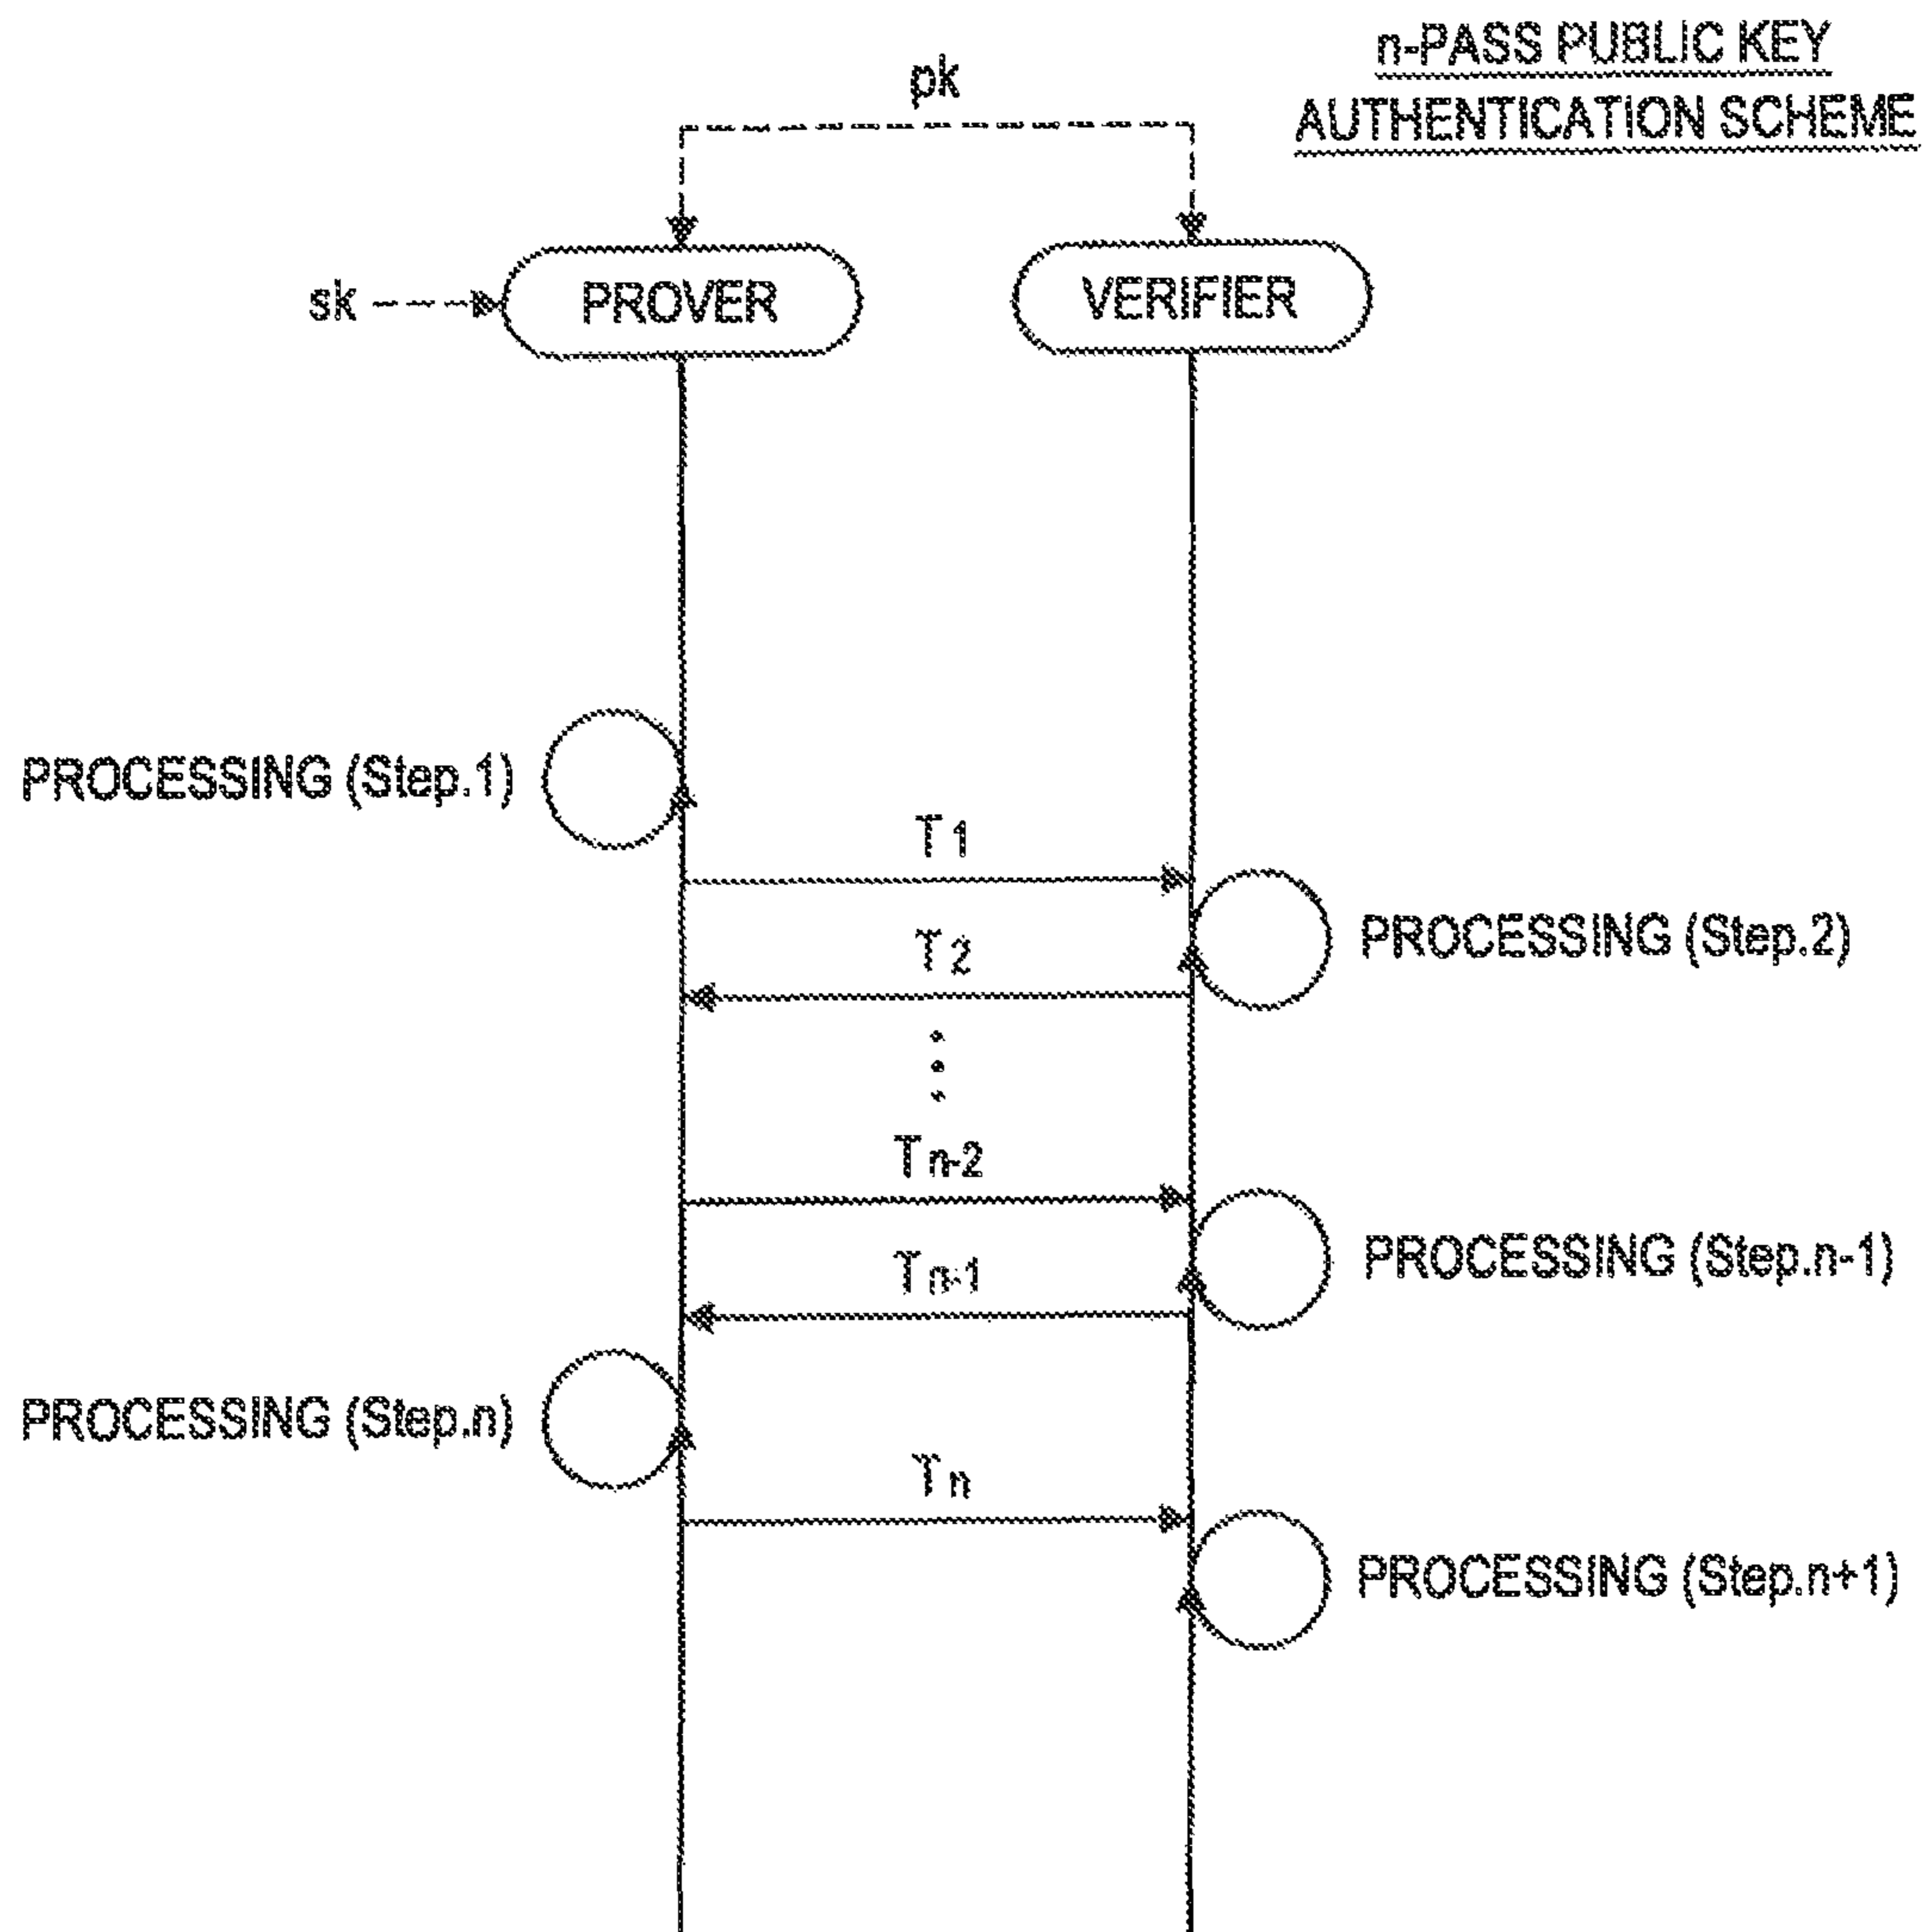 n-PASS PUBLIC KEY
AUTHENTICATION SCHEME
pk
sk
PROVER
VERIFIER
PROCESSING (Step.1)
T1
PROCESSING (Step.2)
T2
Tn-2
PROCESSING (Step.n-1)
Tn-1
PROCESSING (Step.n)
Tn
PROCESSING (Step.n+1)